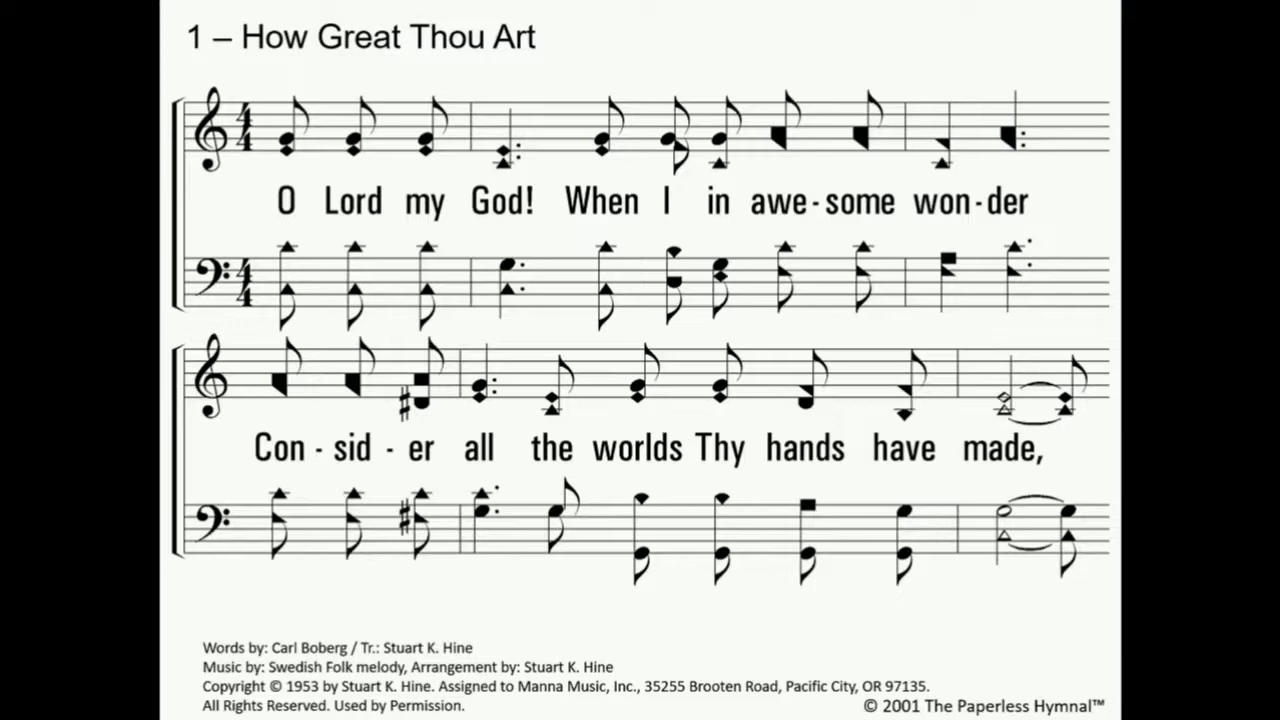 1 – How Great Thou Art
O Lord my God! When I in awe - some won - der
Con - sid - er all the worlds Thy hands have made,
Words by: Carl Boberg / Tr.: Stuart K. Hine
Music by: Swedish Folk melody, Arrangement by: Stuart K. Hine
Copyright © 1953 by Stuart K. Hine. Assigned to Manna Music, Inc., 35255 Brooten Road, Pacific City, OR 97135.
All Rights Reserved. Used by Permission.
© 2001 The Paperless Hymnal™